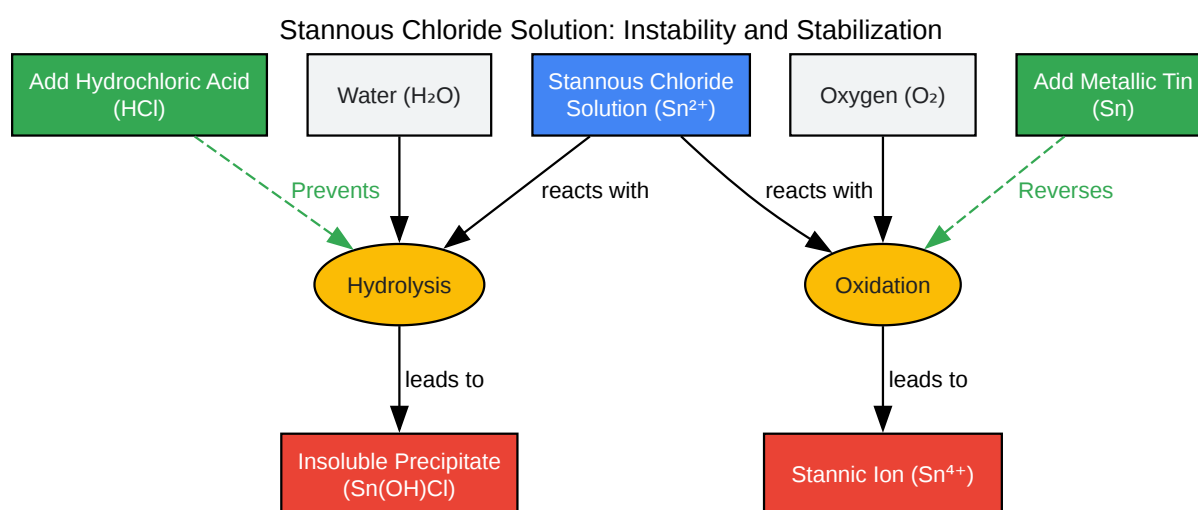 Stannous Chloride Solution: Instability and Stabilization
Add Hydrochloric Acid
(HCl)
Water (H₂O)
Stannous Chloride
Solution (Sn²⁺)
Oxygen (O₂)
Add Metallic Tin
(Sn)
Prevents
reacts with
reacts with
Reverses
Hydrolysis
Oxidation
leads to
leads to
Insoluble Precipitate
(Sn(OH)Cl)
Stannic Ion (Sn⁴⁺)